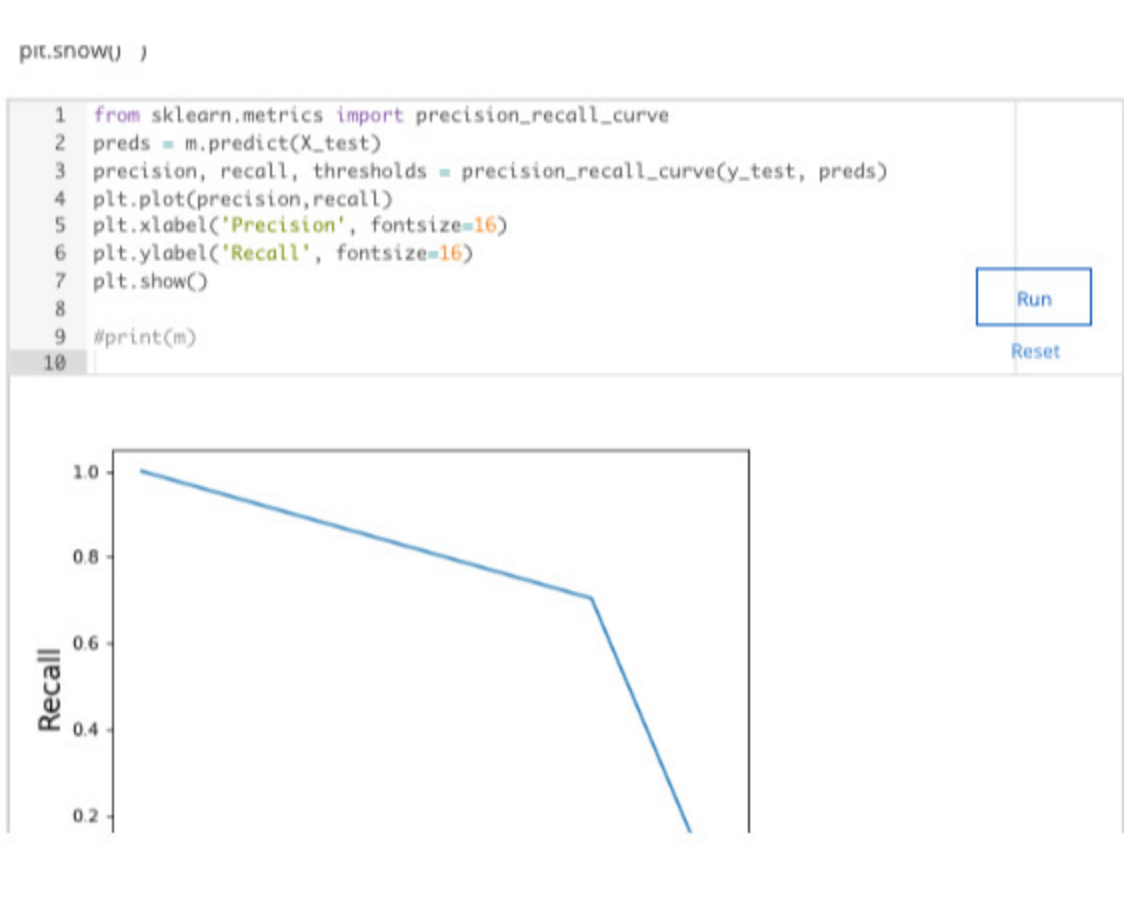 plt.show() )
1 from sklearn.metrics import precision_recall_curve
2 preds = m.predict(X_test)
3 precision, recall, thresholds = precision_recall_curve(y_test, preds)
4 plt.plot(precision,recall)
5 plt.xlabel('Precision', fontsize=16)
6 plt.ylabel('Recall', fontsize=16)
7 plt.show()
8
9 #print(m)
10
Run
Reset
1.0
0.8
0.6
0.4
0.2
Recall